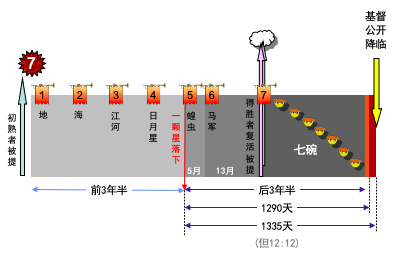 7
初熟者被提
1
2
3
4
5
6
7
地
海
江河
日月星
一颗星落下
蝗虫
马军
得胜者复活被提
七碗
基督
公开
降临
5月
13月
前3年半
后3年半
1290天
1335天
(但12:12)